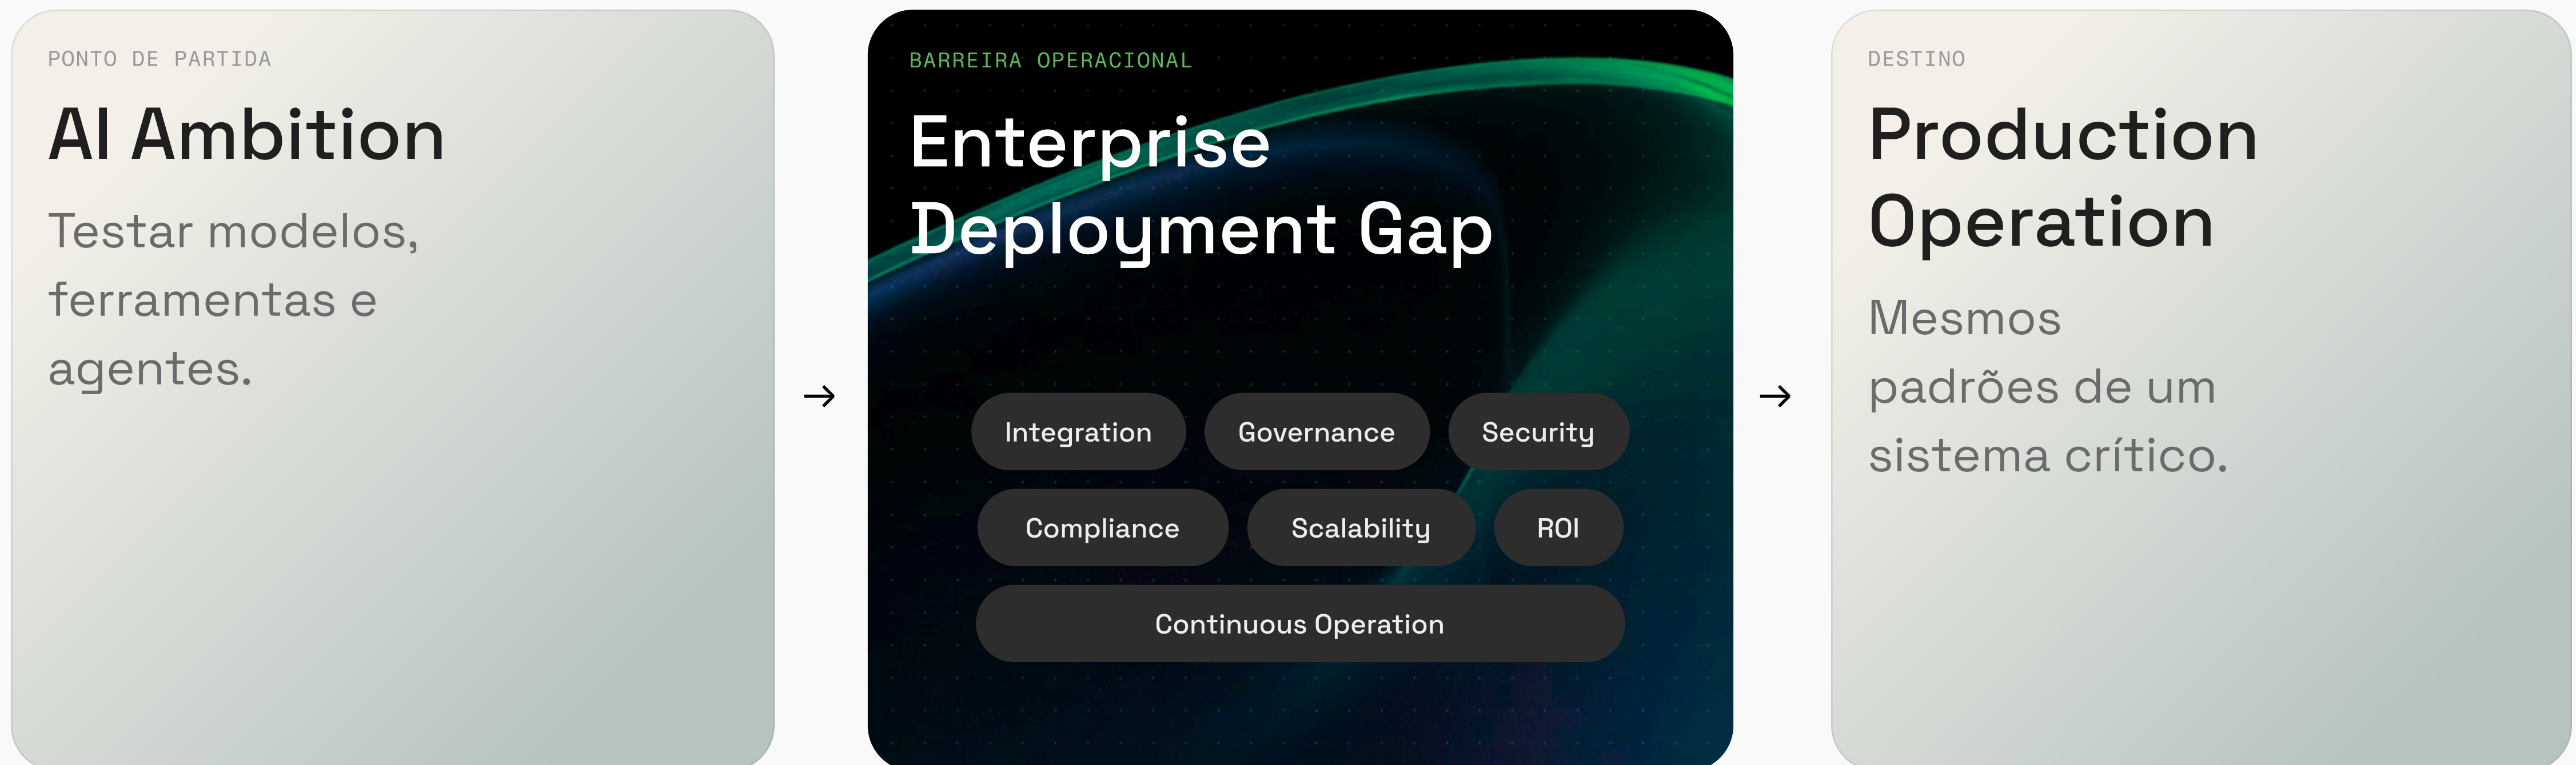 PONTO DE PARTIDA
AI Ambition
Testar modelos,
ferramentas e
agentes.
→
BARREIRA OPERACIONAL
Enterprise
Deployment Gap
Integration
Governance
Security
Compliance
Scalability
ROI
Continuous Operation
→
DESTINO
Production
Operation
Mesmos
padrões de um
sistema crítico.